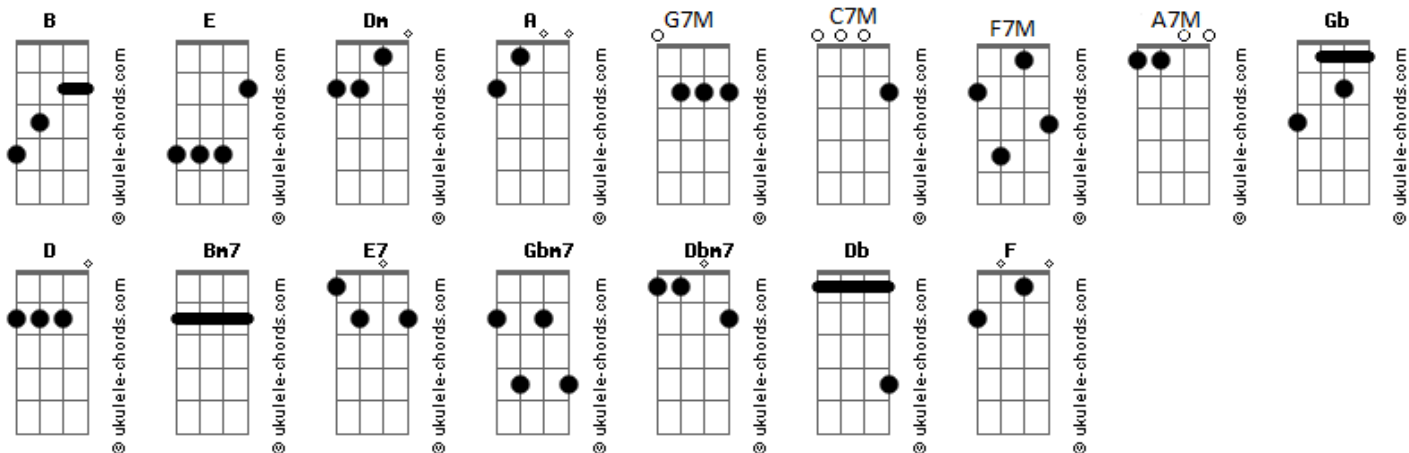 B E Dm A G7M C7M F7M A7M Gb
© ukulele-chords.com © ukulele-chords.com © ukulele-chords.com © ukulele-chords.com © ukulele-chords.com © ukulele-chords.com © ukulele-chords.com © ukulele-chords.com © ukulele-chords.com
D Bm7 E7 Gbm7 Dbm7 Db F
© ukulele-chords.com © ukulele-chords.com © ukulele-chords.com © ukulele-chords.com © ukulele-chords.com © ukulele-chords.com © ukulele-chords.com